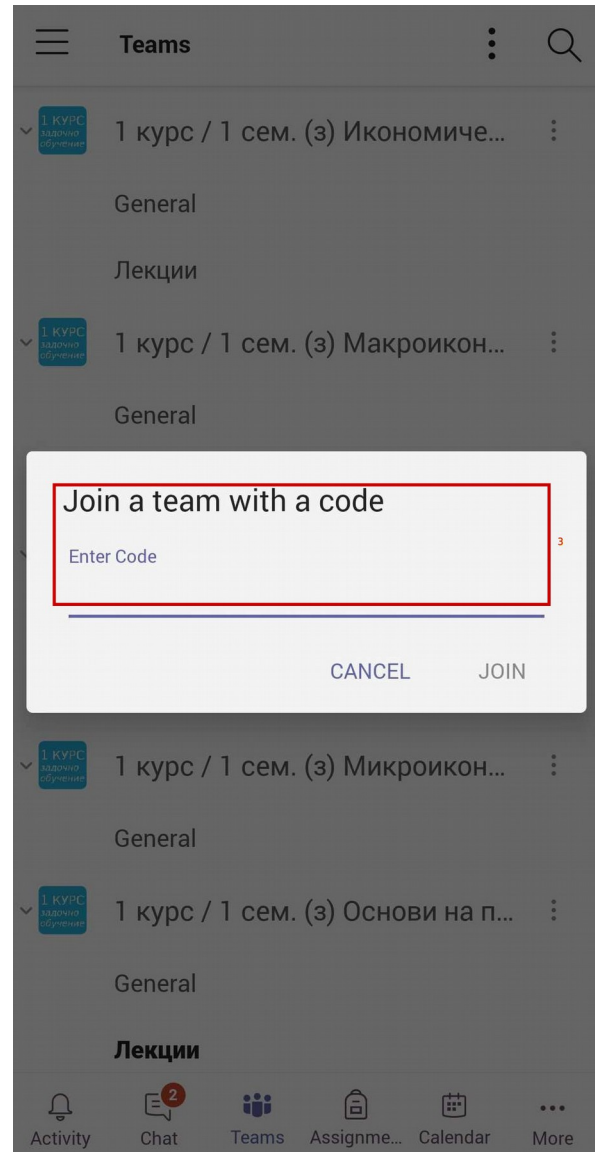 Teams
1 КУРС
задочно
обучение
1 курс / 1 сем. (з) Икономиче...
General
Лекции
1 КУРС
задочно
обучение
1 курс / 1 сем. (з) Макроикон...
General
Join a team with a code
Enter Code
3
CANCEL JOIN
1 КУРС
задочно
обучение
1 курс / 1 сем. (з) Микроикон...
General
1 КУРС
задочно
обучение
1 курс / 1 сем. (з) Основи на п...
General
Лекции
2
Activity Chat Teams Assignme... Calendar More